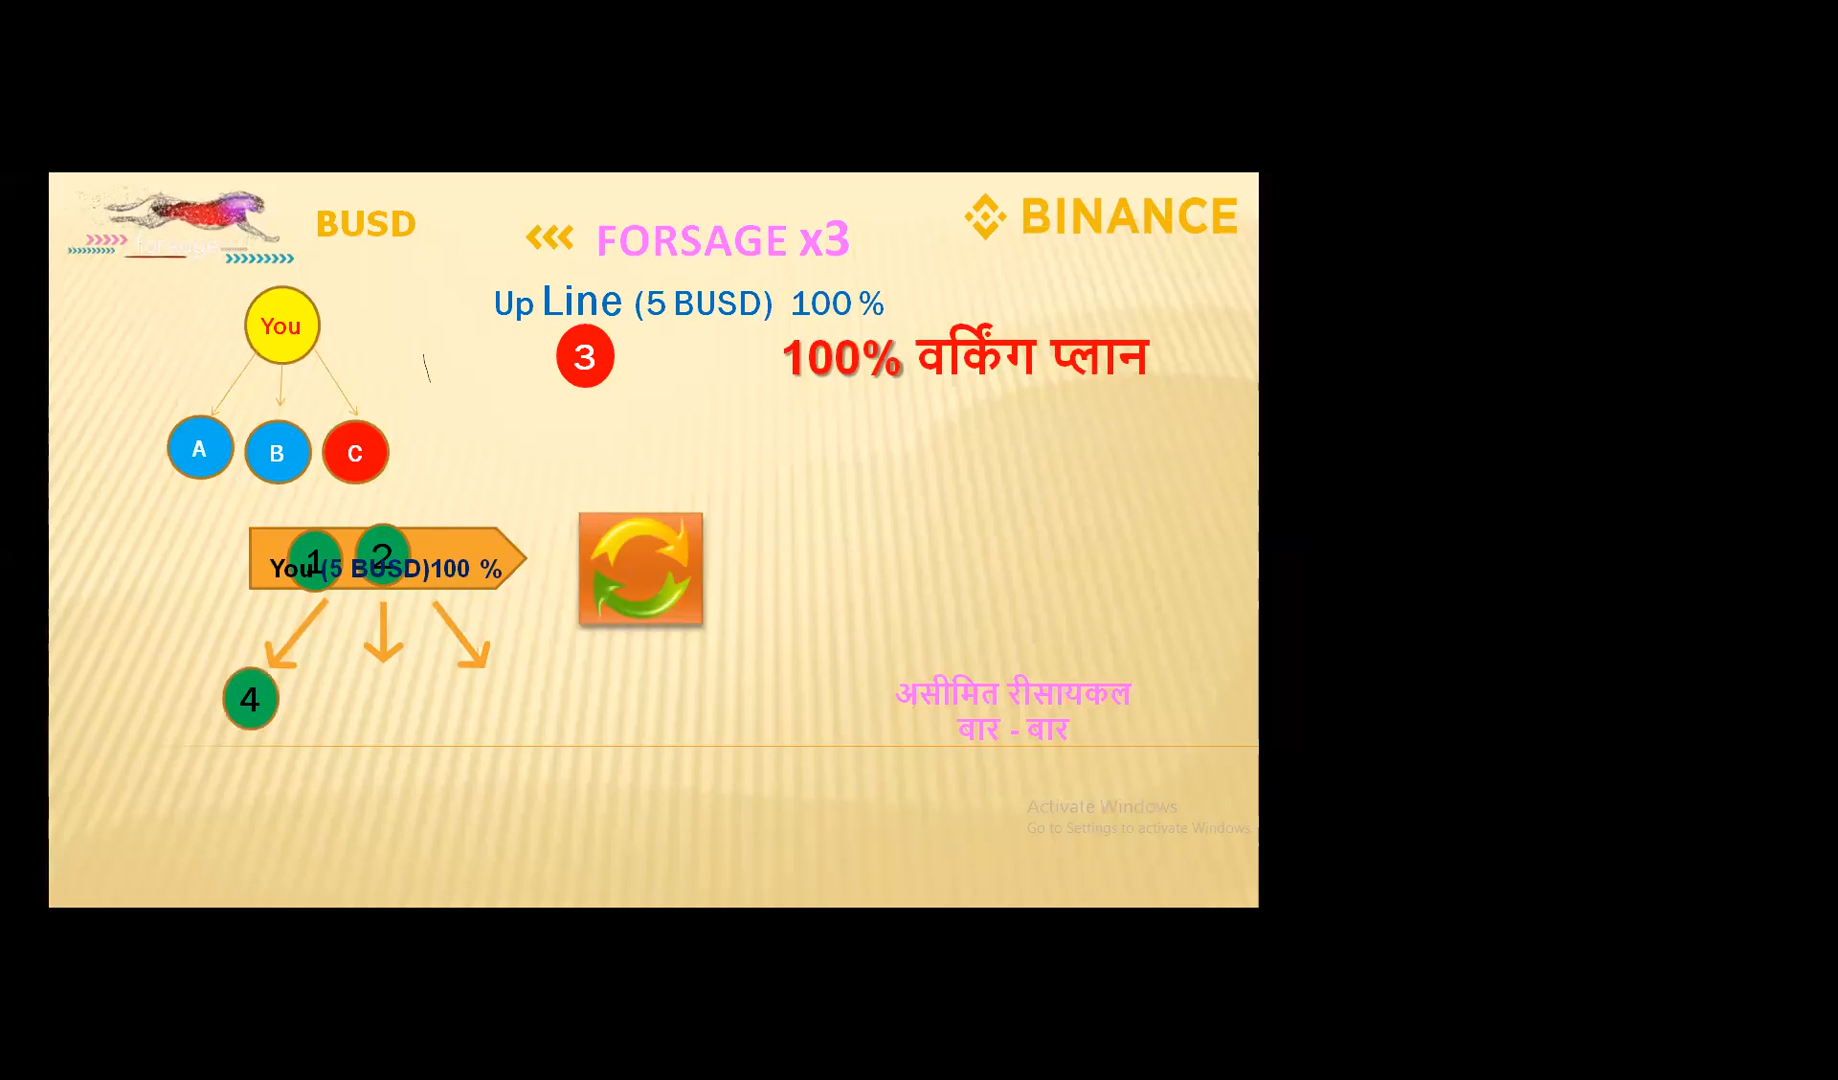 forsage
BUSD
FORSAGE x3
BINANCE
Up Line (5 BUSD) 100 %
You
3
100% वर्किंग प्लान
A
B
C
1
2
You (5 BUSD)100 %
4
असीमित रीसायकल
बार - बार
Activate Windows
Go to Settings to activate Windows.